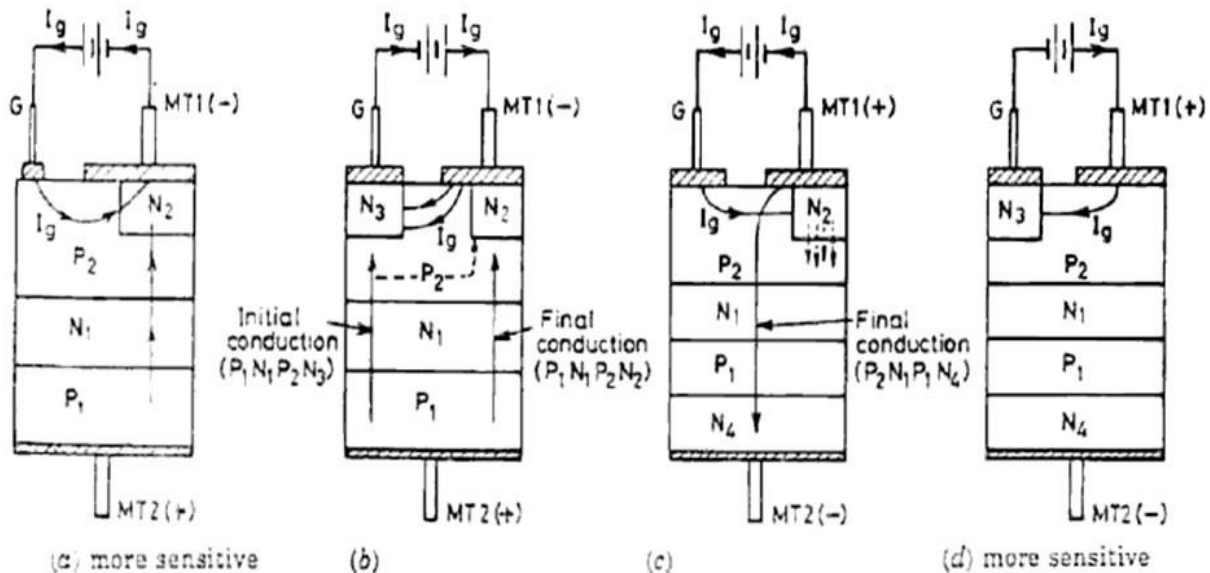 Ig Ig
G
MT1(-)
N2
Ig
P2
N1
P1
MT2(+)
(a) more sensitive
Ig Ig
G
MT1(-)
N3
N2
Ig
P2
Initial
conduction
(P1N1P2N3)
N1
Final
conduction
(P1N1P2N2)
P1
MT2(+)
(b)
Ig Ig
G
MT1(+)
N2
Ig
P2
N1
Final
conduction
(P2N1P1N4)
P1
N4
MT2(-)
(c)
Ig
G
MT1(+)
N3
Ig
P2
N1
P1
N4
MT2(-)
(d) more sensitive